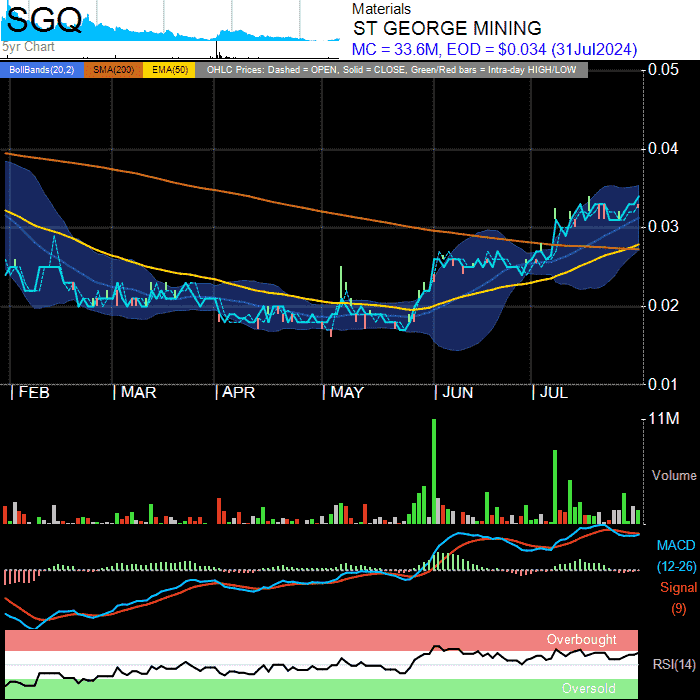 SGQ
5yr Chart
Materials
ST GEORGE MINING
MC = 33.6M, EOD = $0.034 (31Jul2024)
BollBands(20,2) SMA(200) EMA(50) OHLC Prices: Dashed = OPEN, Solid = CLOSE, Green/Red bars = Intra-day HIGH/LOW
0.05
0.04
0.03
0.02
0.01
FEB MAR APR MAY JUN JUL
11M
Volume
MACD
(12-26)
Signal
(9)
Overbought
RSI(14)
Oversold